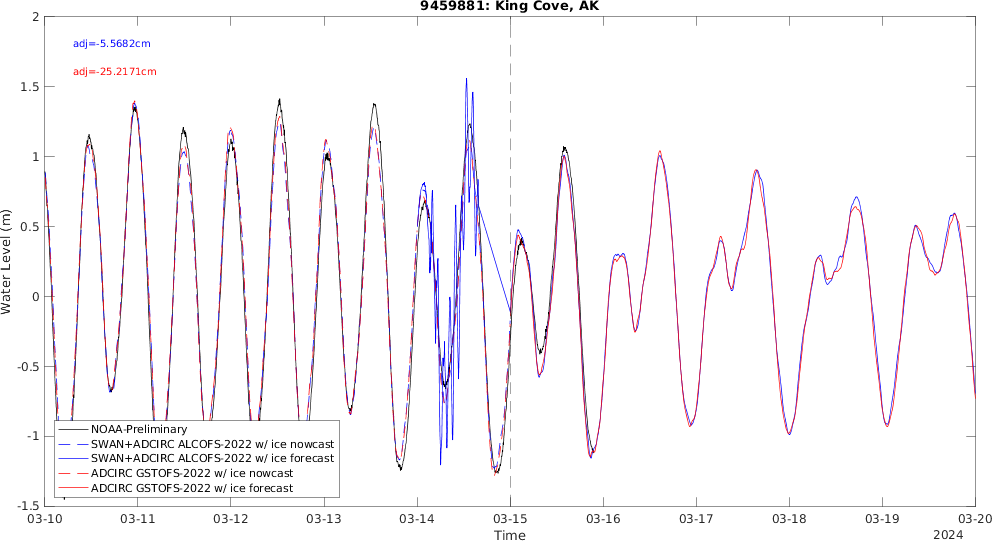 9459881: King Cove, AK
adj=-5.5682cm
adj=-25.2171cm
Water Level (m)
2
1.5
1
0.5
0
-0.5
-1
-1.5
NOAA-Preliminary
SWAN+ADCIRC ALCOFS-2022 w/ ice nowcast
SWAN+ADCIRC ALCOFS-2022 w/ ice forecast
ADCIRC GSTOFS-2022 w/ ice nowcast
ADCIRC GSTOFS-2022 w/ ice forecast
03-10 03-11 03-12 03-13 03-14 03-15 03-16 03-17 03-18 03-19 03-20
Time
2024